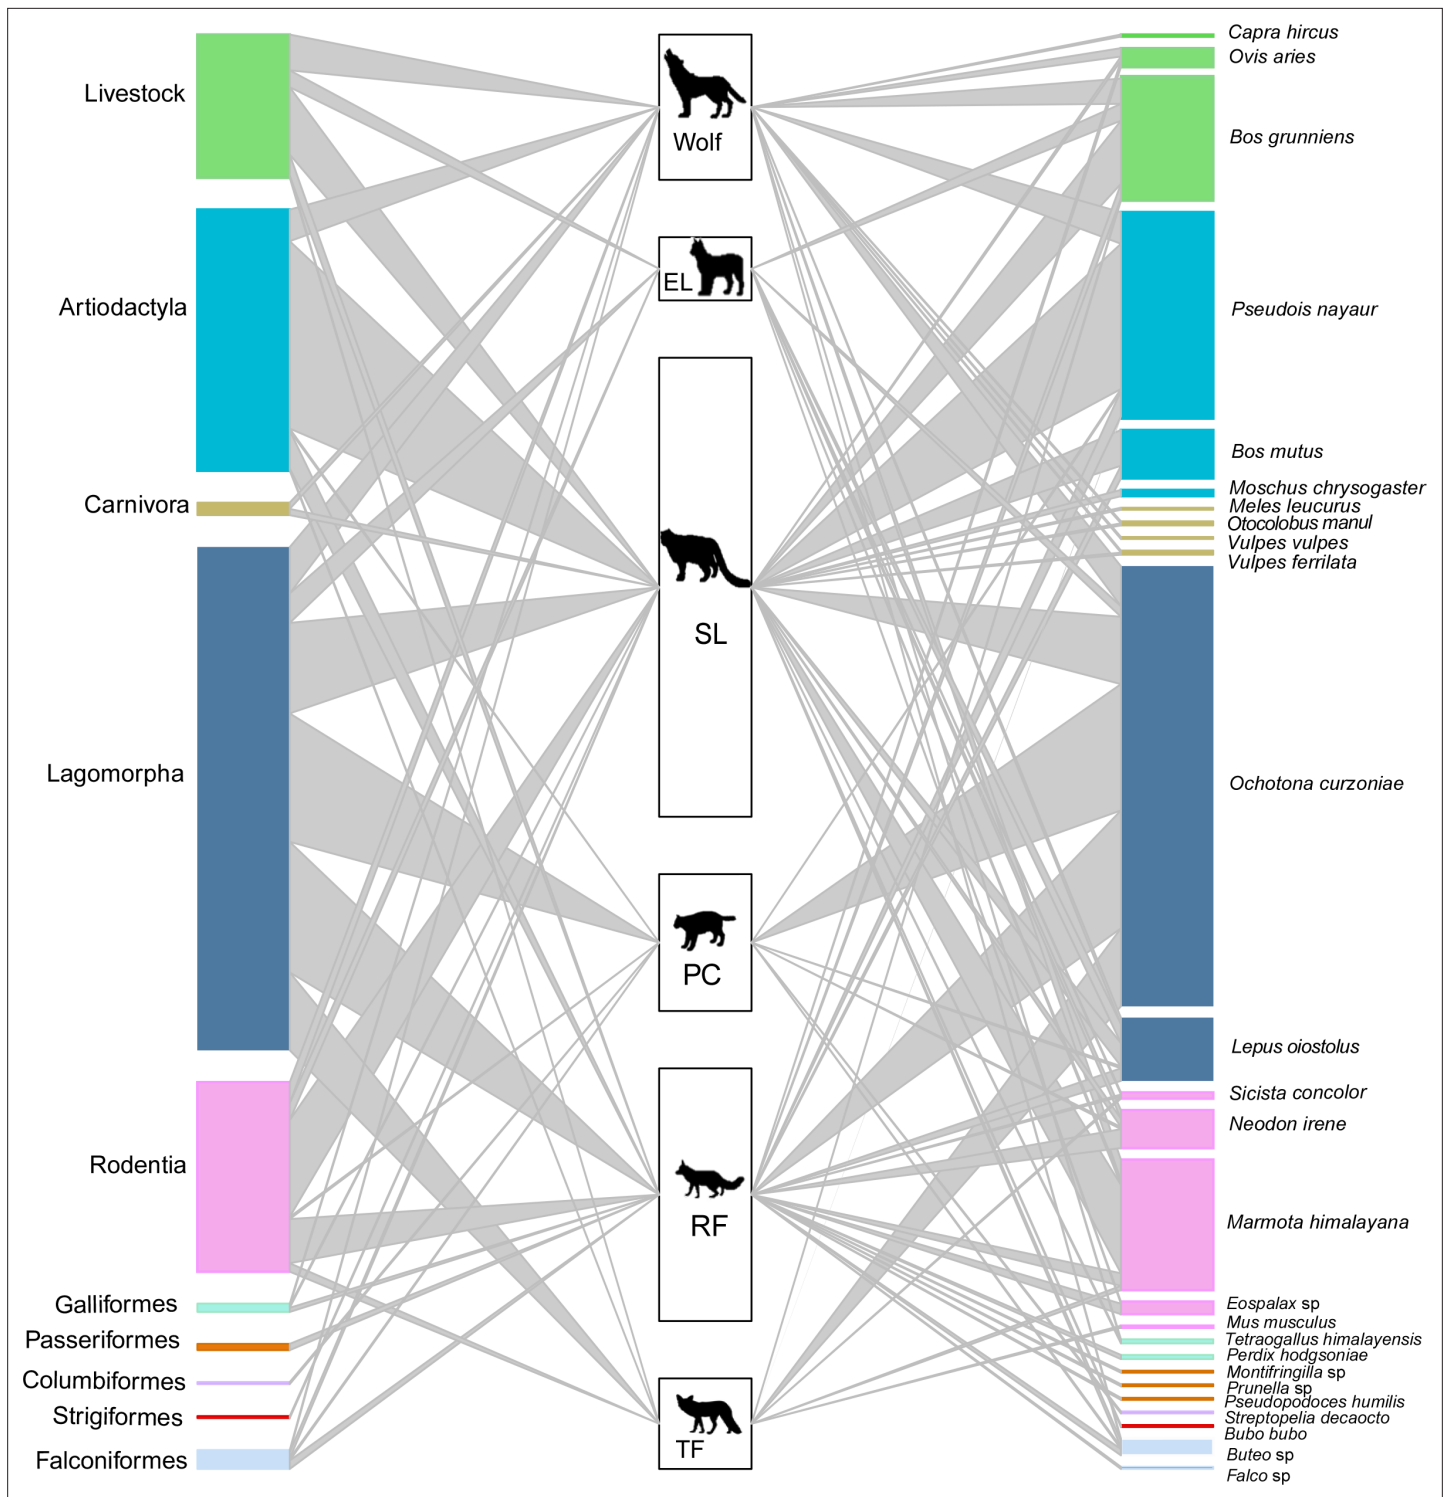 Livestock
Artiodactyla
Carnivora
Lagomorpha
Rodentia
Galliformes
Passeriformes
Columbiformes
Strigiformes
Falconiformes
Wolf
EL
SL
PC
RF
TF
Capra hircus
Ovis aries
Bos grunniens
Pseudois nayaur
Bos mutus
Moschus chrysogaster
Meles leucurus
Otocolobus manul
Vulpes vulpes
Vulpes ferrilata
Ochotona curzoniae
Lepus oiostolus
Sicista concolor
Neodon irene
Marmota himalayana
Eospalax sp
Mus musculus
Tetraogallus himalayensis
Perdix hodgsoniae
Montifringilla sp
Prunella sp
Pseudopodoces humilis
Streptopelia decaocto
Bubo bubo
Buteo sp
Falco sp